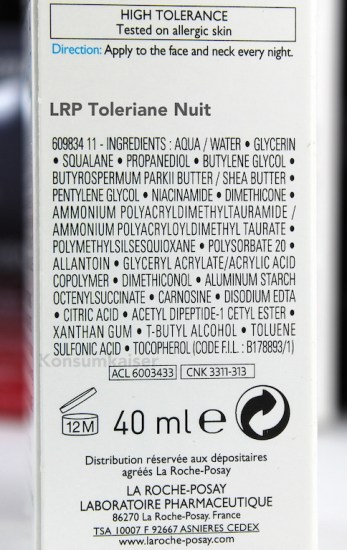 HIGH TOLERANCE
Tested on allergic skin
Direction: Apply to the face and neck every night.
LRP Toleriane Nuit
609834 11 - INGREDIENTS : AQUA / WATER • GLYCERIN
• SQUALANE • PROPANEDIOL • BUTYLENE GLYCOL •
BUTYROSPERMUM PARKII BUTTER / SHEA BUTTER •
PENTYLENE GLYCOL • NIACINAMIDE • DIMETHICONE •
AMMONIUM POLYACRYLDIMETHYLTAURAMIDE /
AMMONIUM POLYACRYLOYLDIMETHYL TAURATE •
POLYMETHYLSILSESQUIOXANE • POLYSORBATE 20 •
ALLANTOIN • GLYCERYL ACRYLATE/ACRYLIC ACID
COPOLYMER • DIMETHICONOL • ALUMINUM STARCH
OCTENYLSUCCINATE • CARNOSINE • DISODIUM EDTA
• CITRIC ACID • ACETYL DIPEPTIDE-1 CETYL ESTER •
XANTHAN GUM • T-BUTYL ALCOHOL • TOLUENE
SULFONIC ACID • TOCOPHEROL (CODE F.I.L. : B178893/1)
Konsumkaiser
ACL 6003433 CNK 3311-313
12M 40 ml e
Distribution réservée aux dépositaires
agréés La Roche-Posay
LA ROCHE-POSAY
LABORATOIRE PHARMACEUTIQUE
86270 La Roche-Posay. France
TSA 10007 F 92667 ASNIERES CEDEX
www.laroche-posay.com